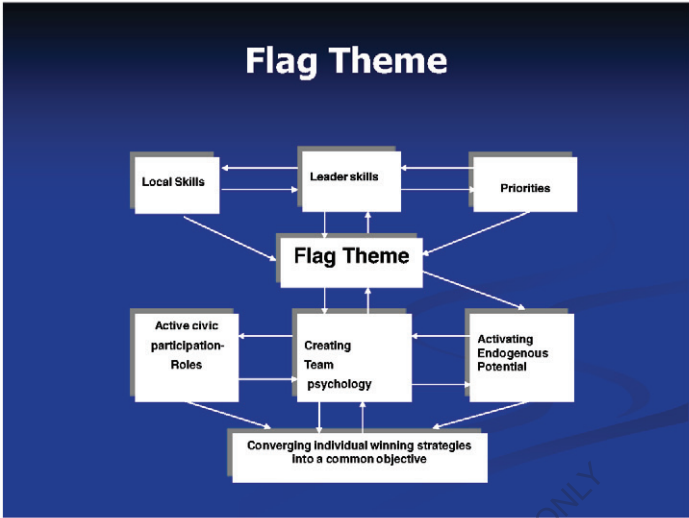 Flag Theme
Local Skills
Leader skills
Priorities
Flag Theme
Active civic
participation-
Roles
Creating
Team
psychology
Activating
Endogenous
Potential
Converging individual winning strategies
into a common objective
ONLY